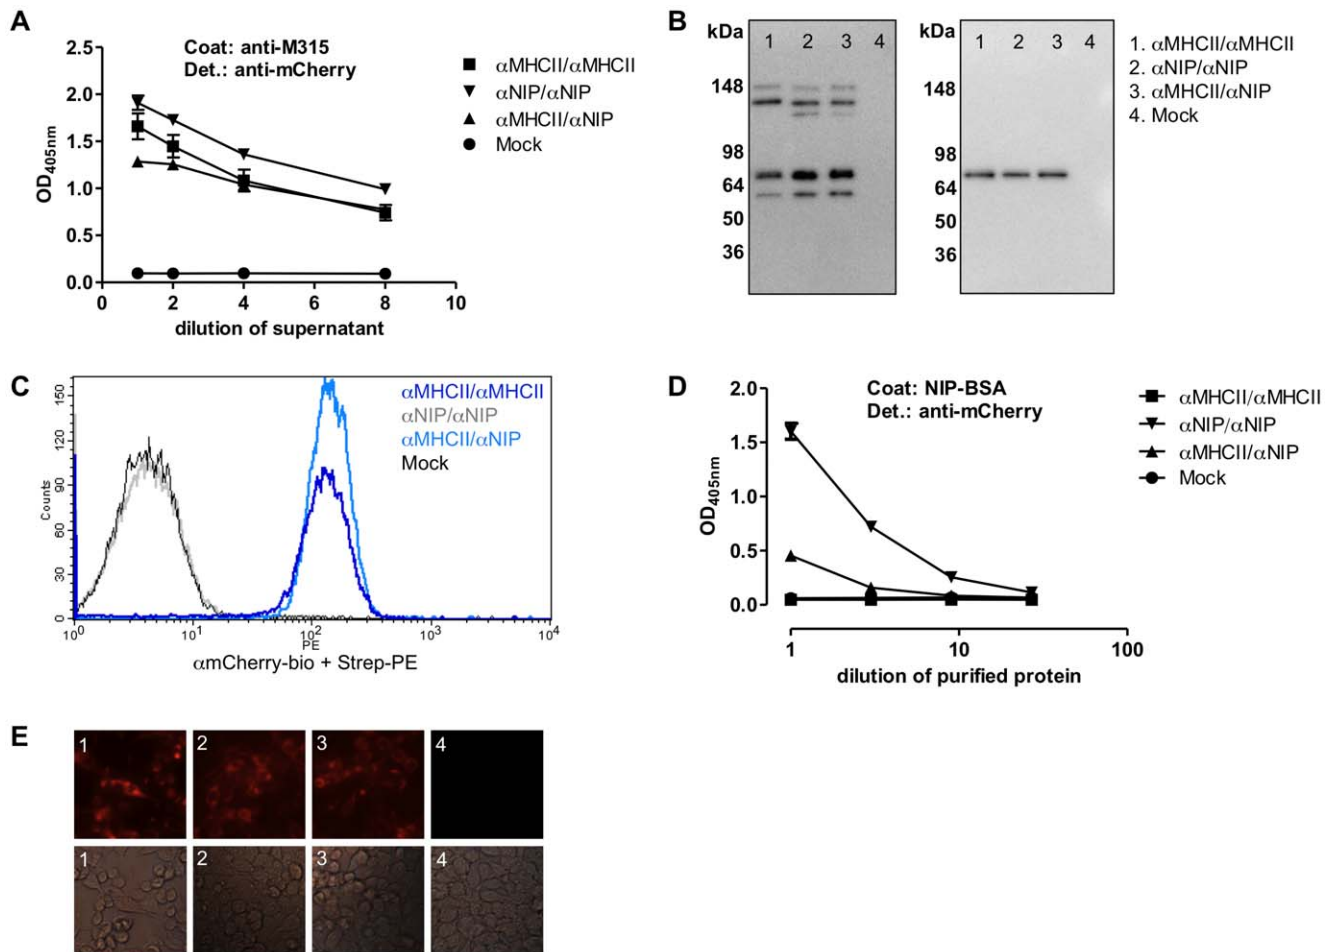 A
Coat: anti-M315
Det.: anti-mCherry
2.5
2.0
1.5
1.0
0.5
0.0
OD405nm
0 2 4 6 8 10
dilution of supernatant
αMHCII/αMHCII
αNIP/αNIP
αMHCII/αNIP
Mock
B
kDa
1 2 3 4
148
98
64
50
36
kDa
1 2 3 4
148
98
64
50
36
1. αMHCII/αMHCII
2. αNIP/αNIP
3. αMHCII/αNIP
4. Mock
C
αMHCII/αMHCII
αNIP/αNIP
αMHCII/αNIP
Mock
150
120
90
60
30
0
Counts
10^0 10^1 10^2 10^3 10^4
PE
αmCherry-bio + Strep-PE
D
Coat: NIP-BSA
Det.: anti-mCherry
2.0
1.5
1.0
0.5
0.0
OD405nm
1 10 100
dilution of purified protein
αMHCII/αMHCII
αNIP/αNIP
αMHCII/αNIP
Mock
E
1 2 3 4
1 2 3 4